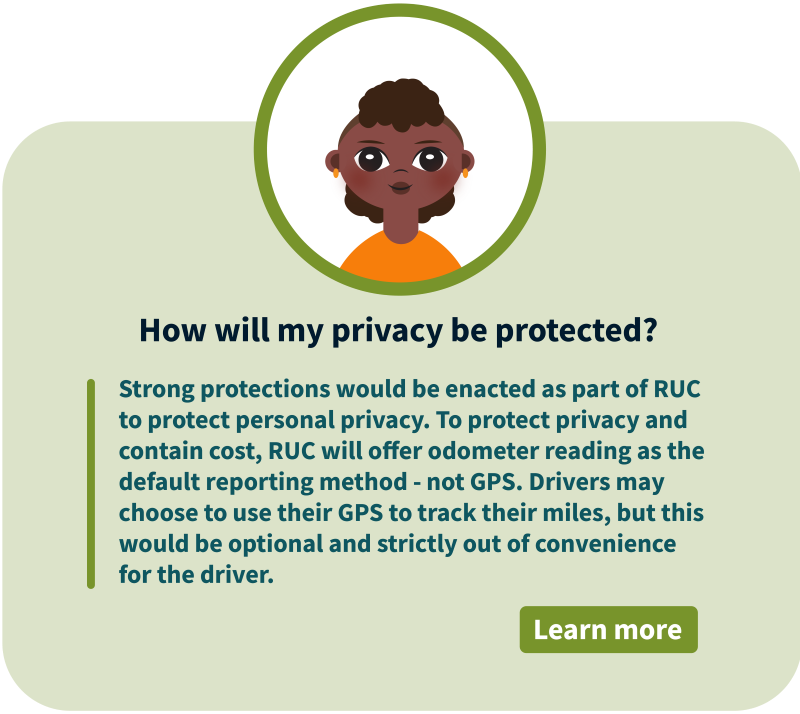 How will my privacy be protected?
Strong protections would be enacted as part of RUC
to protect personal privacy. To protect privacy and
contain cost, RUC will offer odometer reading as the
default reporting method - not GPS. Drivers may
choose to use their GPS to track their miles, but this
would be optional and strictly out of convenience
for the driver.
Learn more